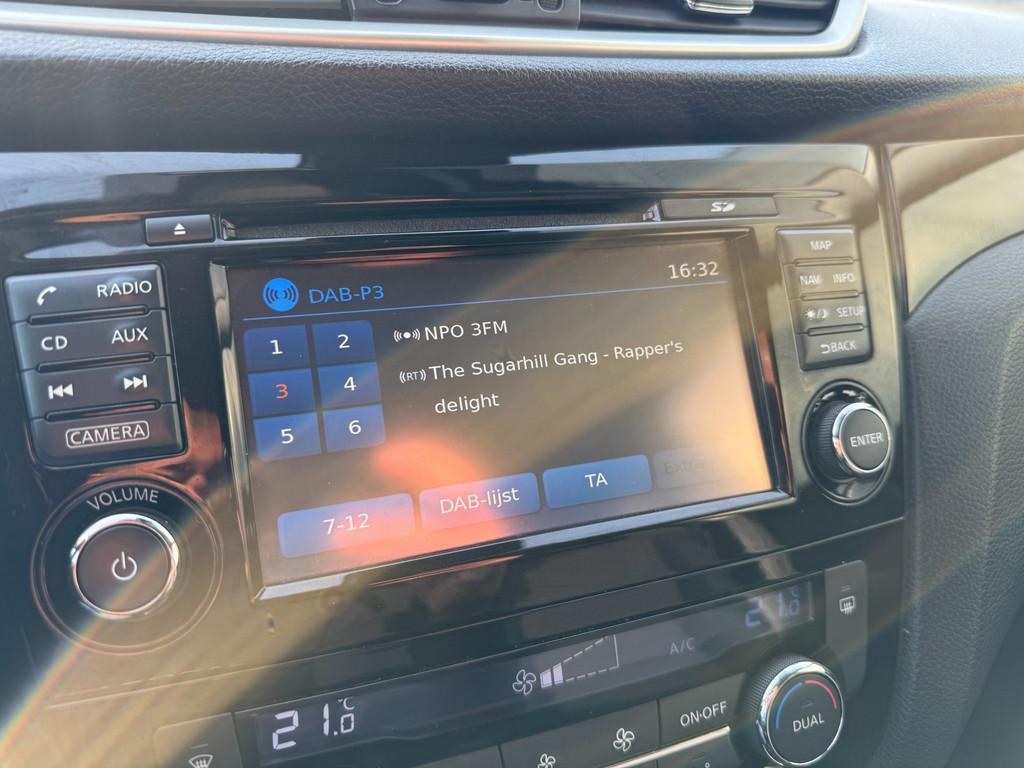 SD
RADIO
CD AUX
CAMERA
VOLUME
DAB-P3 16:32
1 2
3 4
5 6
NPO 3FM
(RT) The Sugarhill Gang - Rapper's
delight
7-12 DAB-lijst TA Extra
MAP
NAV INFO
SETUP
BACK
ENTER
21.0 °C
A/C
21.0 °C
ON·OFF
DUAL